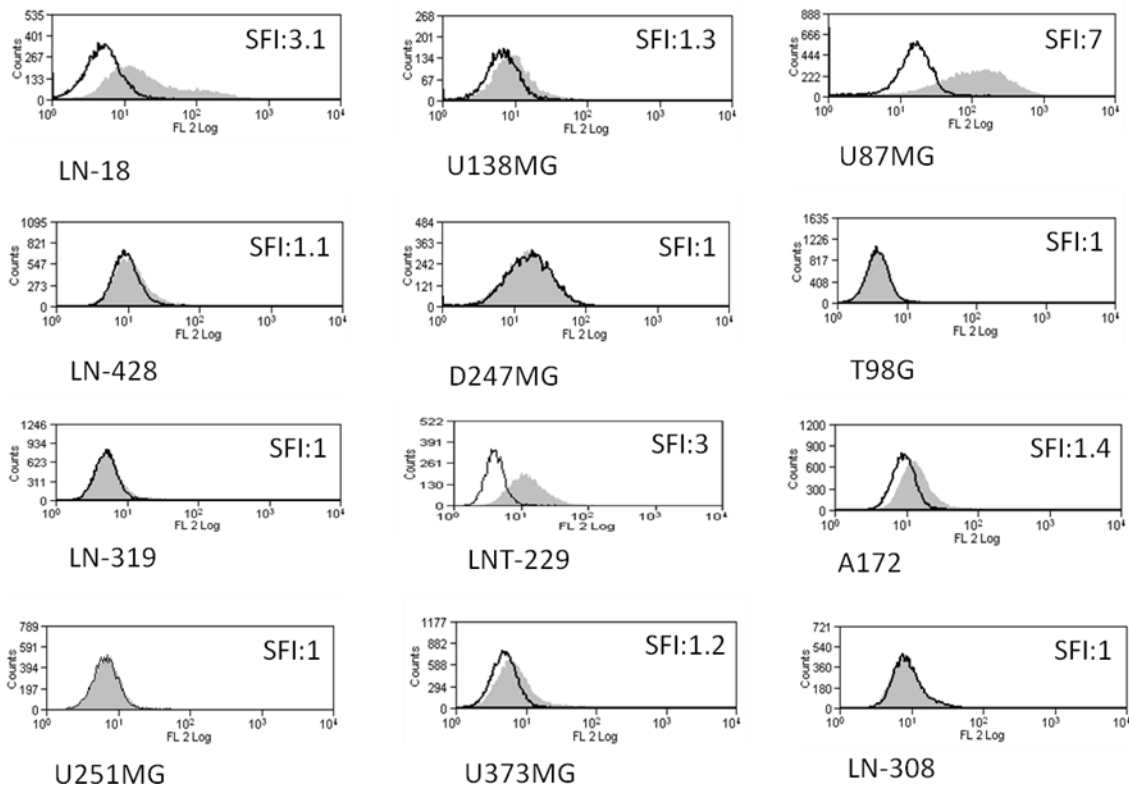 535
401
267
133
0
Counts
SFI:3.1
10⁰ 10¹ 10² 10³ 10⁴
FL 2 Log
LN-18
268
201
134
67
0
Counts
SFI:1.3
10⁰ 10¹ 10² 10³ 10⁴
FL 2 Log
U138MG
888
666
444
222
0
Counts
SFI:7
10⁰ 10¹ 10² 10³ 10⁴
FL 2 Log
U87MG
1095
821
547
273
0
Counts
SFI:1.1
10⁰ 10¹ 10² 10³ 10⁴
FL 2 Log
LN-428
484
363
242
121
0
Counts
SFI:1
10⁰ 10¹ 10² 10³ 10⁴
FL 2 Log
D247MG
1635
1226
817
408
0
Counts
SFI:1
10⁰ 10¹ 10² 10³ 10⁴
FL 2 Log
T98G
1246
934
623
311
0
Counts
SFI:1
10⁰ 10¹ 10² 10³ 10⁴
FL 2 Log
LN-319
522
391
261
130
0
Counts
SFI:3
10⁰ 10¹ 10² 10³ 10⁴
FL 2 Log
LNT-229
1200
900
600
300
0
Counts
SFI:1.4
10⁰ 10¹ 10² 10³ 10⁴
FL 2 Log
A172
789
591
394
197
0
Counts
SFI:1
10⁰ 10¹ 10² 10³ 10⁴
FL 2 Log
U251MG
1177
882
588
294
0
Counts
SFI:1.2
10⁰ 10¹ 10² 10³ 10⁴
FL 2 Log
U373MG
721
540
360
180
0
Counts
SFI:1
10⁰ 10¹ 10² 10³ 10⁴
FL 2 Log
LN-308